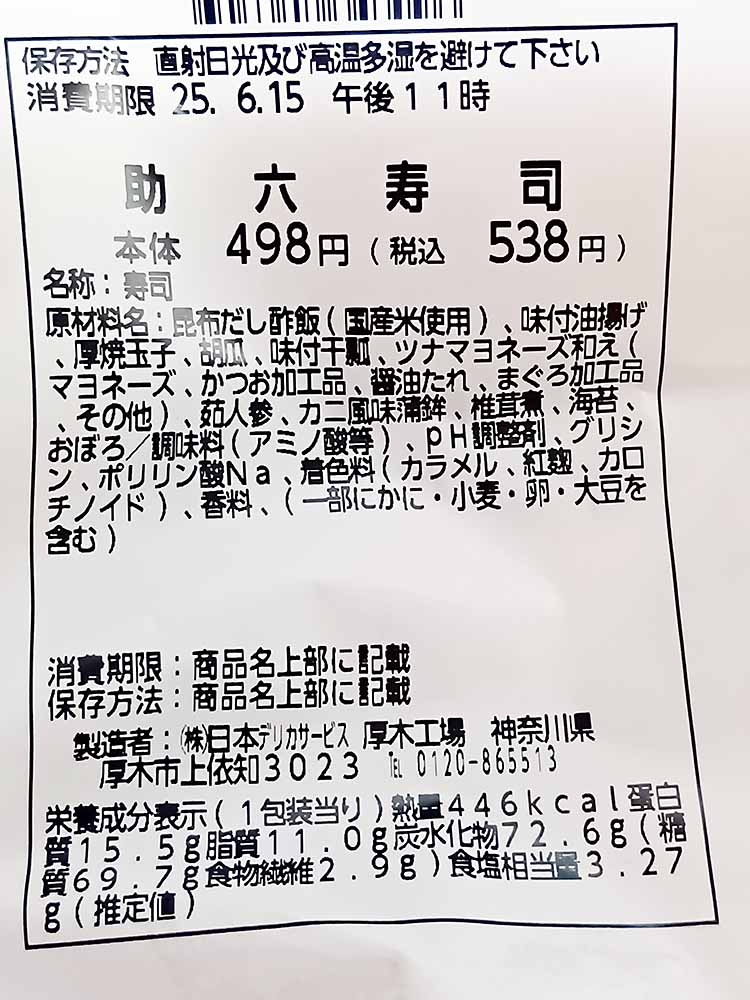 保存方法 直射日光及び高温多湿を避けて下さい
消費期限 25. 6.15 午後11時
助六寿司
本体 498円(税込 538円)
名称:寿司
原材料名:昆布だし酢飯(国産米使用)、味付油揚げ
、厚焼玉子、胡瓜、味付干瓢、ツナマヨネーズ和え(
マヨネーズ、かつお加工品、醤油たれ、まぐろ加工品
、その他)、茹人参、カニ風味蒲鉾、椎茸煮、海苔、
おぼろ/調味料(アミノ酸等)、pH調整剤、グリシ
ン、ポリリン酸Na、着色料(カラメル、紅麹、カロ
チノイド)、香料、(一部にかに・小麦・卵・大豆を
含む)
消費期限:商品名上部に記載
保存方法:商品名上部に記載
製造者:㈱日本デリカサービス 厚木工場 神奈川県
厚木市上依知3023 ℡ 0120-865513
栄養成分表示(1包装当り)熱量446kcal蛋白
質15.5g脂質11.0g炭水化物72.6g(糖
質69.7g食物繊維2.9g)食塩相当量3.27
g(推定値)